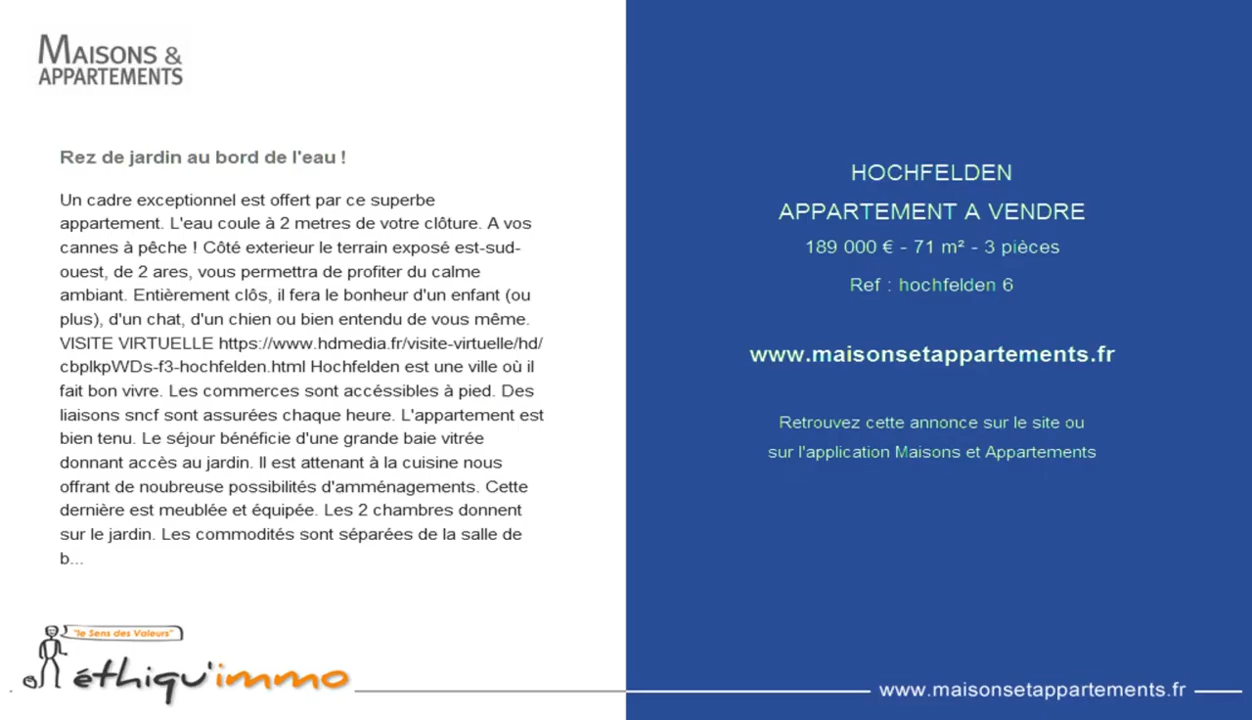 MAISONS &
APPARTEMENTS
Rez de jardin au bord de l'eau !
Un cadre exceptionnel est offert par ce superbe
appartement. L'eau coule à 2 metres de votre clôture. A vos
cannes à pêche ! Côté exterieur le terrain exposé est-sud-
ouest, de 2 ares, vous permettra de profiter du calme
ambiant. Entièrement clôs, il fera le bonheur d'un enfant (ou
plus), d'un chat, d'un chien ou bien entendu de vous même.
VISITE VIRTUELLE https://www.hdmedia.fr/visite-virtuelle/hd/
cbplkpWDs-f3-hochfelden.html Hochfelden est une ville où il
fait bon vivre. Les commerces sont accéssibles à pied. Des
liaisons sncf sont assurées chaque heure. L'appartement est
bien tenu. Le séjour bénéficie d'une grande baie vitrée
donnant accès au jardin. Il est attenant à la cuisine nous
offrant de noubreuse possibilités d'amménagements. Cette
dernière est meublée et équipée. Les 2 chambres donnent
sur le jardin. Les commodités sont séparées de la salle de
b...
"le Sens des Valeurs"
éthiqu'immo
HOCHFELDEN
APPARTEMENT A VENDRE
189 000 € - 71 m² - 3 pièces
Ref : hochfelden 6
www.maisonsetappartements.fr
Retrouvez cette annonce sur le site ou
sur l'application Maisons et Appartements
www.maisonsetappartements.fr